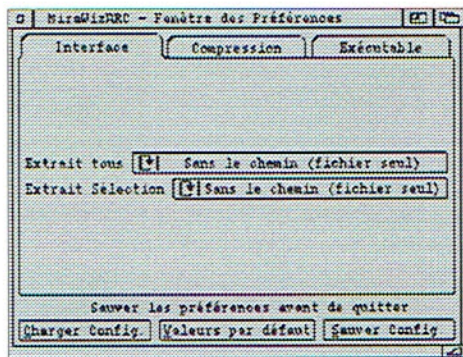 MiraWizARC - Fenêtre des Préférences
Interface Compression Exécutable
Extrait tous Sans le chemin (fichier seul)
Extrait Sélection Sans le chemin (fichier seul)
Sauver les préférences avant de quitter
Charger Config. Valeurs par défaut Sauver Config.